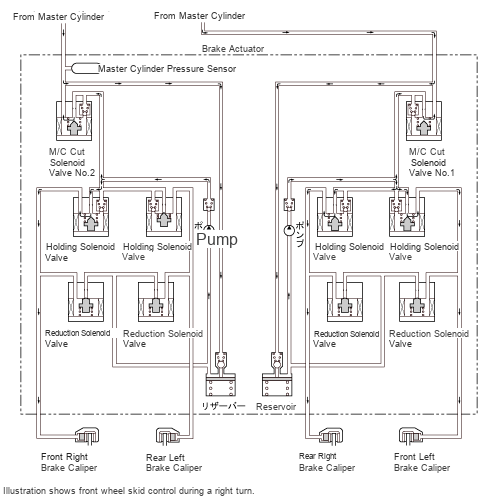 From Master Cylinder
From Master Cylinder
Brake Actuator
Master Cylinder Pressure Sensor
M/C Cut
Solenoid
Valve No.2
M/C Cut
Solenoid
Valve No.1
ポ
Pump
ポンプ
Holding Solenoid
Valve
Holding Solenoid
Valve
Holding Solenoid
Valve
Holding Solenoid
Valve
Reduction Solenoid
Valve
Reduction Solenoid
Valve
Reduction Solenoid
Valve
Reduction Solenoid
Valve
リザーバー
Reservoir
Front Right
Brake Caliper
Rear Left
Brake Caliper
Rear Right
Brake Caliper
Front Left
Brake Caliper
Illustration shows front wheel skid control during a right turn.